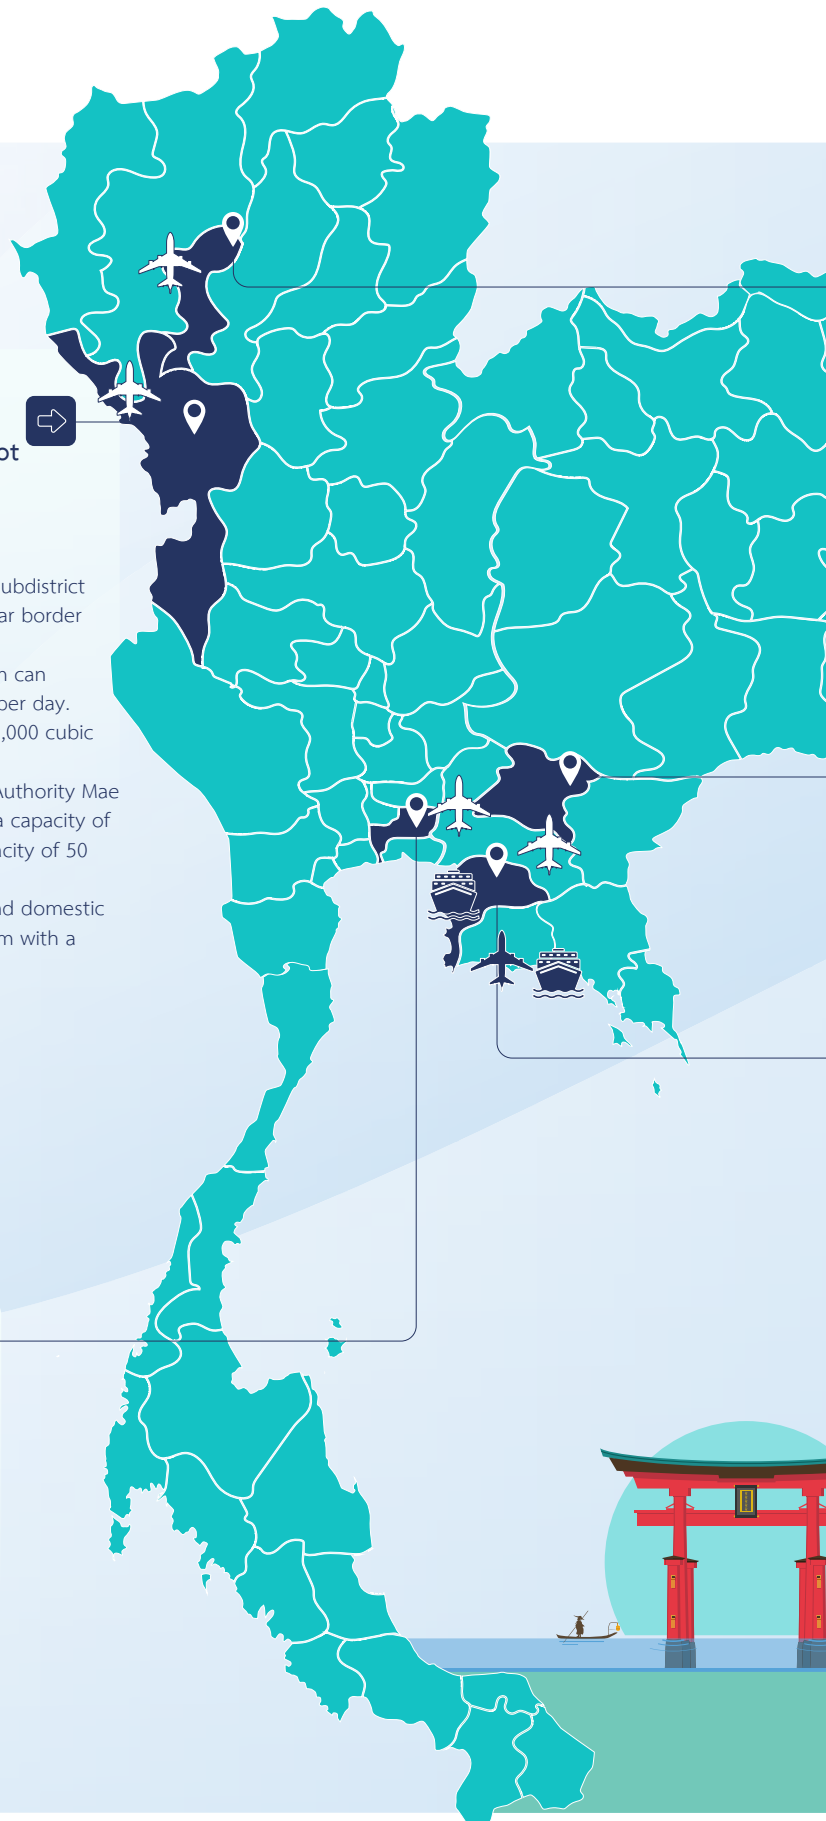 ot
ubdistrict
ar border
n can
per day.
,000 cubic
Authority Mae
a capacity of
acity of 50
nd domestic
m with a